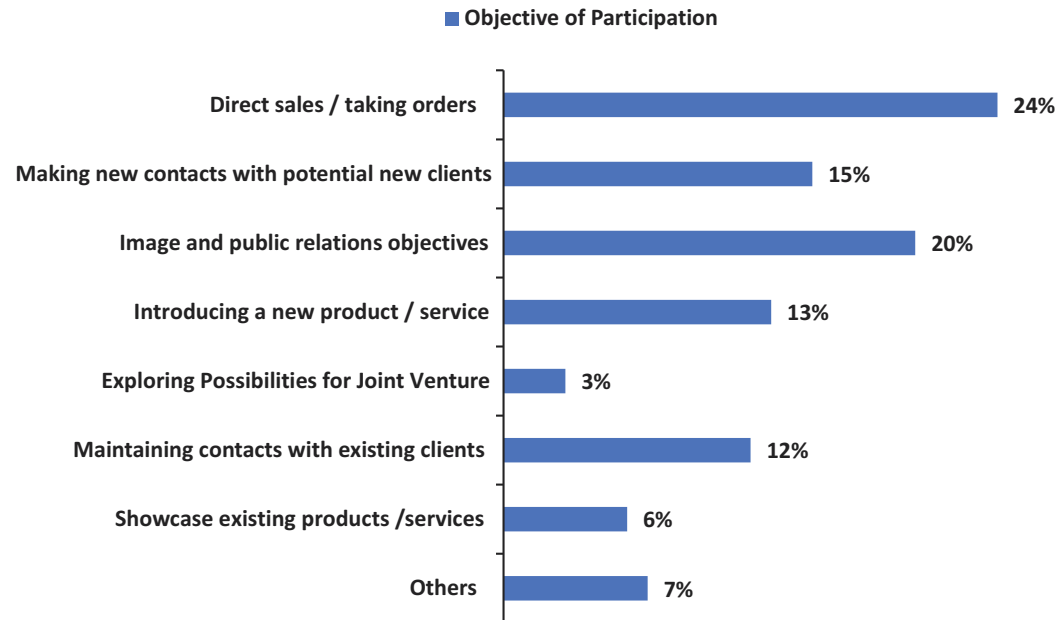 Objective of Participation
Direct sales / taking orders 24%
Making new contacts with potential new clients 15%
Image and public relations objectives 20%
Introducing a new product / service 13%
Exploring Possibilities for Joint Venture 3%
Maintaining contacts with existing clients 12%
Showcase existing products /services 6%
Others 7%